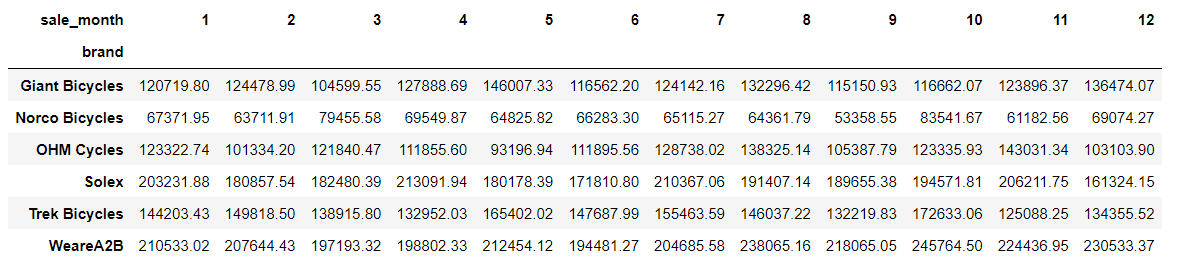 sale_month 1 2 3 4 5 6 7 8 9 10 11 12
brand
Giant Bicycles 120719.80 124478.99 104599.55 127888.69 146007.33 116562.20 124142.16 132296.42 115150.93 116662.07 123896.37 136474.07
Norco Bicycles 67371.95 63711.91 79455.58 69549.87 64825.82 66283.30 65115.27 64361.79 53358.55 83541.67 61182.56 69074.27
OHM Cycles 123322.74 101334.20 121840.47 111855.60 93196.94 111895.56 128738.02 138325.14 105387.79 123335.93 143031.34 103103.90
Solex 203231.88 180857.54 182480.39 213091.94 180178.39 171810.80 210367.06 191407.14 189655.38 194571.81 206211.75 161324.15
Trek Bicycles 144203.43 149818.50 138915.80 132952.03 165402.02 147687.99 155463.59 146037.22 132219.83 172633.06 125088.25 134355.52
WeareA2B 210533.02 207644.43 197193.32 198802.33 212454.12 194481.27 204685.58 238065.16 218065.05 245764.50 224436.95 230533.37